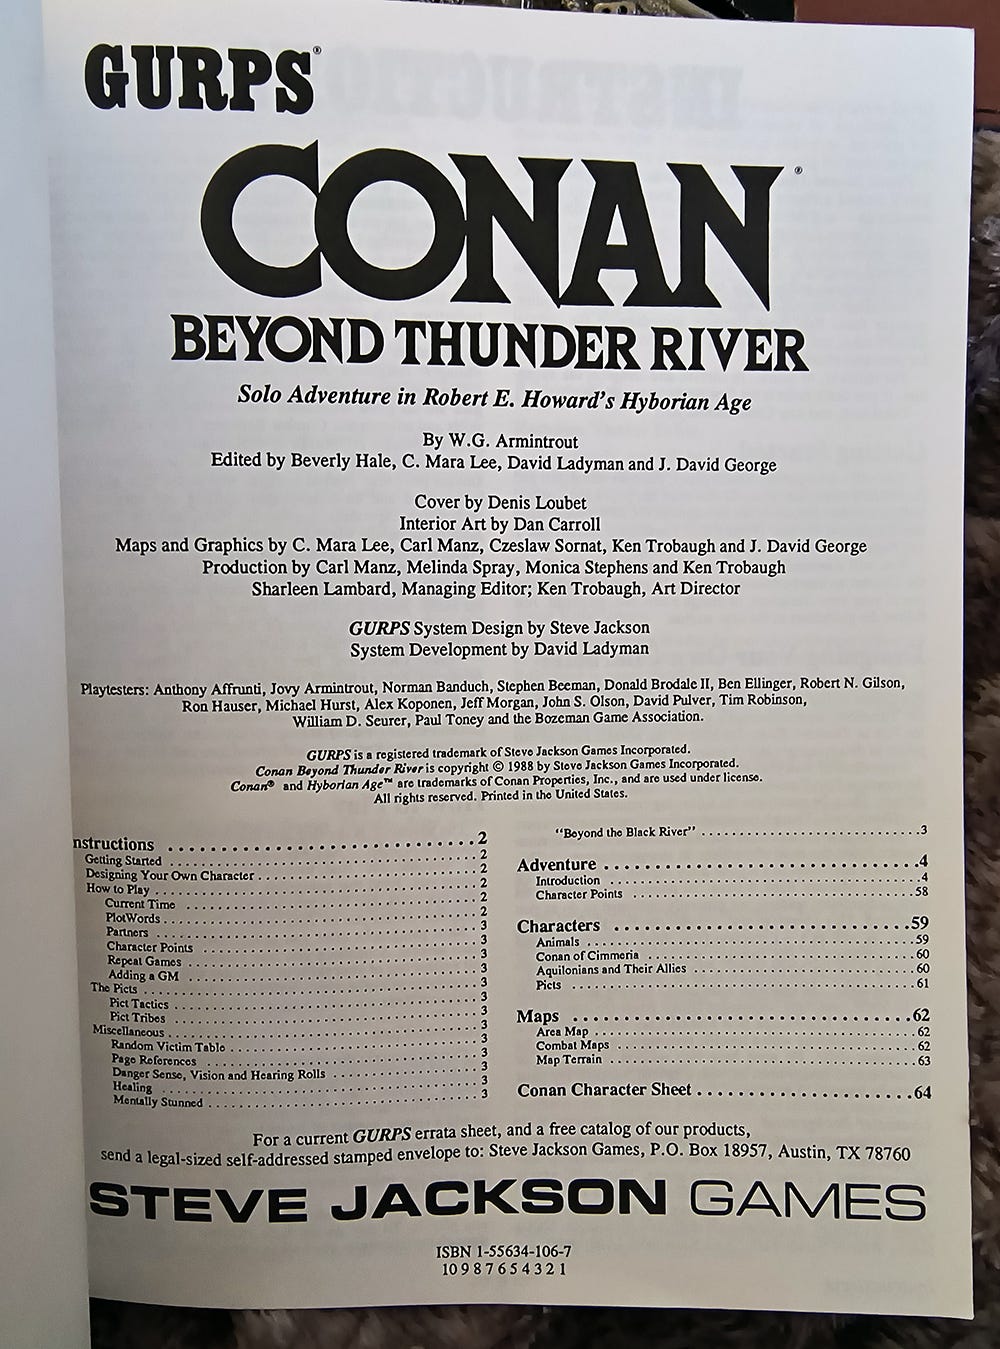 GURPS®
CONAN®
BEYOND THUNDER RIVER
Solo Adventure in Robert E. Howard's Hyborian Age
By W.G. Armintrout
Edited by Beverly Hale, C. Mara Lee, David Ladyman and J. David George
Cover by Denis Loubet
Interior Art by Dan Carroll
Maps and Graphics by C. Mara Lee, Carl Manz, Czeslaw Sornat, Ken Trobaugh and J. David George
Production by Carl Manz, Melinda Spray, Monica Stephens and Ken Trobaugh
Sharleen Lambard, Managing Editor; Ken Trobaugh, Art Director
GURPS System Design by Steve Jackson
System Development by David Ladyman
Playtesters: Anthony Affrunti, Jovy Armintrout, Norman Banduch, Stephen Beeman, Donald Brodale II, Ben Ellinger, Robert N. Gilson,
Ron Hauser, Michael Hurst, Alex Koponen, Jeff Morgan, John S. Olson, David Pulver, Tim Robinson,
William D. Seurer, Paul Toney and the Bozeman Game Association.
GURPS is a registered trademark of Steve Jackson Games Incorporated.
Conan Beyond Thunder River is copyright © 1988 by Steve Jackson Games Incorporated.
Conan® and Hyborian Age™ are trademarks of Conan Properties, Inc., and are used under license.
All rights reserved. Printed in the United States.
nstructions . . . . . 2
Getting Started . . . . . 2
Designing Your Own Character . . . . . 2
How to Play . . . . . 2
Current Time . . . . . 2
PlotWords . . . . . 2
Partners . . . . . 3
Character Points . . . . . 3
Repeat Games . . . . . 3
Adding a GM . . . . . 3
The Picts . . . . . 3
Pict Tactics . . . . . 3
Pict Tribes . . . . . 3
Miscellaneous . . . . . 3
Random Victim Table . . . . . 3
Page References . . . . . 3
Danger Sense, Vision and Hearing Rolls . . . . . 3
Healing . . . . . 3
Mentally Stunned . . . . . 3
"Beyond the Black River" . . . . . 3
Adventure . . . . . 4
Introduction . . . . . 4
Character Points . . . . . 58
Characters . . . . . 59
Animals . . . . . 59
Conan of Cimmeria . . . . . 60
Aquilonians and Their Allies . . . . . 60
Picts . . . . . 61
Maps . . . . . 62
Area Map . . . . . 62
Combat Maps . . . . . 62
Map Terrain . . . . . 63
Conan Character Sheet . . . . . 64
For a current GURPS errata sheet, and a free catalog of our products,
send a legal-sized self-addressed stamped envelope to: Steve Jackson Games, P.O. Box 18957, Austin, TX 78760
STEVE JACKSON GAMES
ISBN 1-55634-106-7
10 9 8 7 6 5 4 3 2 1